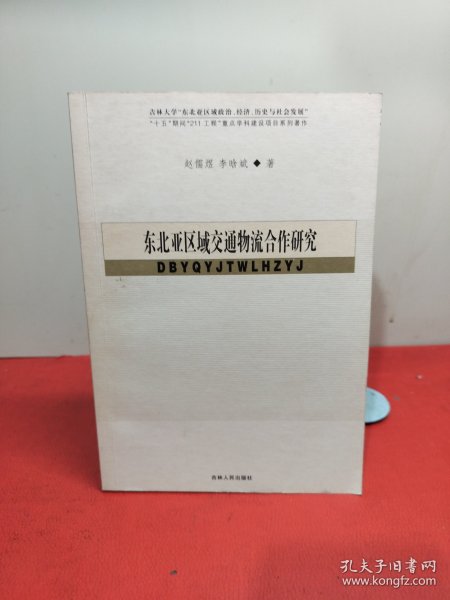 吉林大学“东北亚区域政治、经济、历史与社会发展”
“十五”期间“211工程”重点学科建设项目系列著作
赵儒煜 李晗斌 ◆ 著
东北亚区域交通物流合作研究
DBYQYJTWLHZYJ
吉林人民出版社
孔夫子旧书网
www.kongfz.com